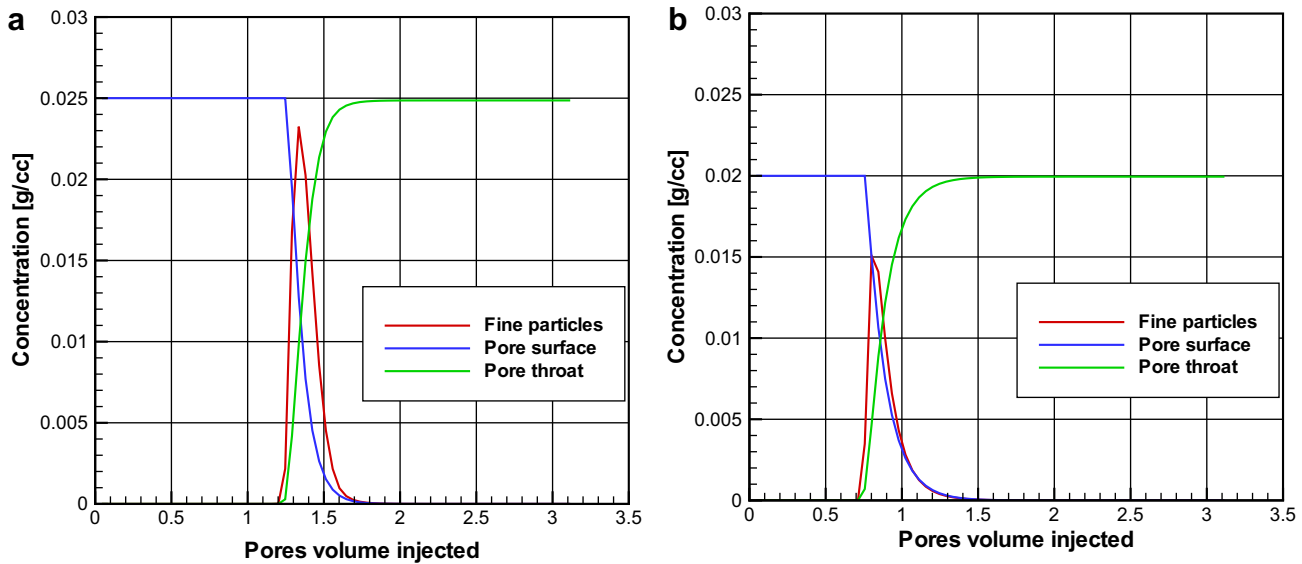 a
Concentration [g/cc]
0.03
0.025
0.02
0.015
0.01
0.005
0
0 0.5 1 1.5 2 2.5 3 3.5
Pores volume injected
Fine particles
Pore surface
Pore throat
b
Concentration [g/cc]
0.03
0.025
0.02
0.015
0.01
0.005
0
0 0.5 1 1.5 2 2.5 3 3.5
Pores volume injected
Fine particles
Pore surface
Pore throat